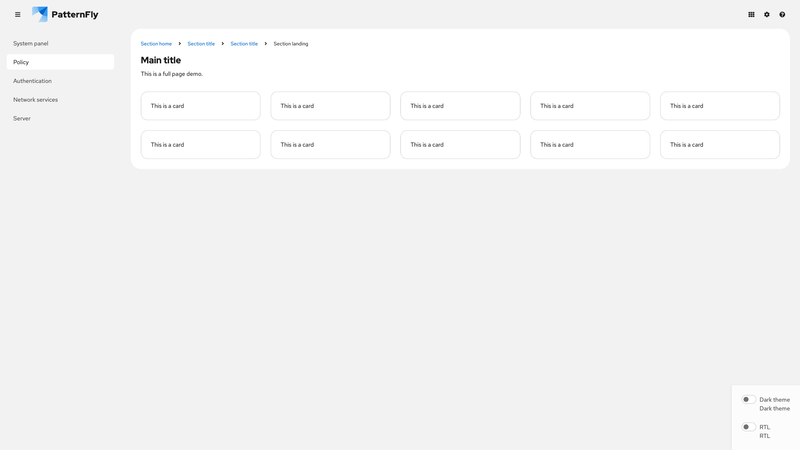 PatternFly
System panel
Policy
Authentication
Network services
Server
Section home Section title Section title Section landing
Main title
This is a full page demo.
This is a card This is a card This is a card This is a card This is a card
This is a card This is a card This is a card This is a card This is a card
Dark theme
Dark theme
RTL
RTL